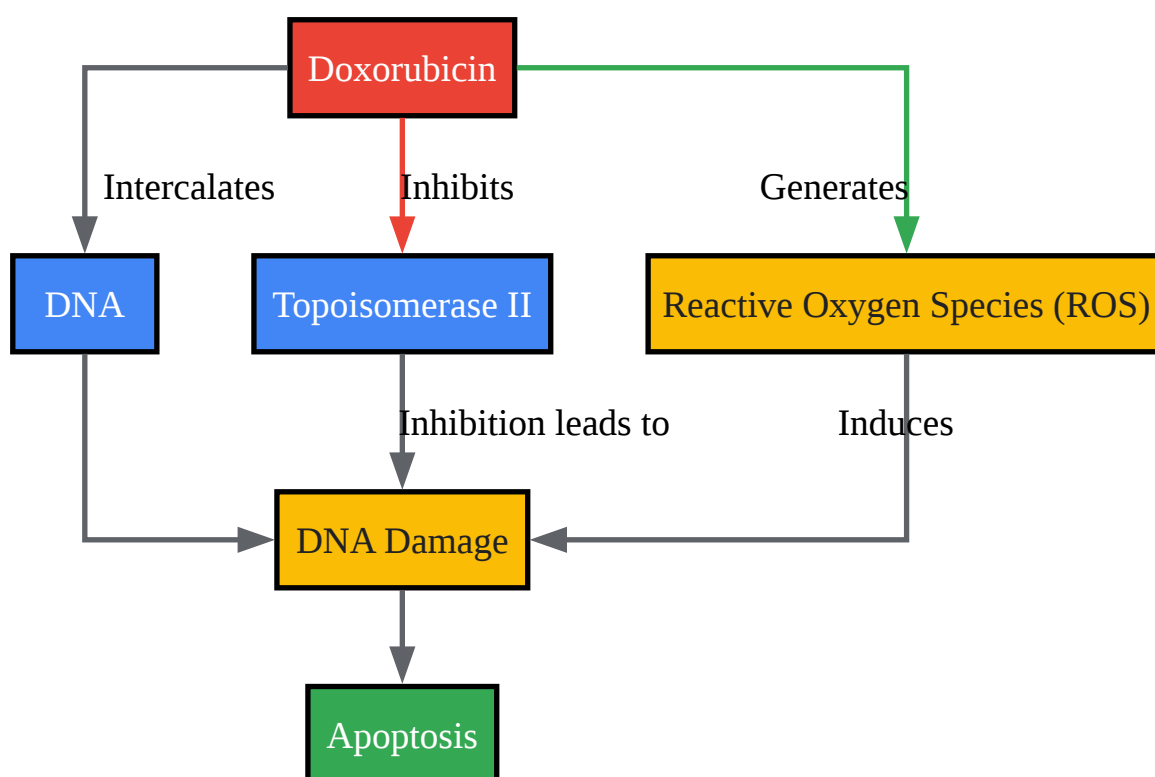 Doxorubicin
Intercalates
Inhibits
Generates
DNA
Topoisomerase II
Reactive Oxygen Species (ROS)
Inhibition leads to
Induces
DNA Damage
Apoptosis